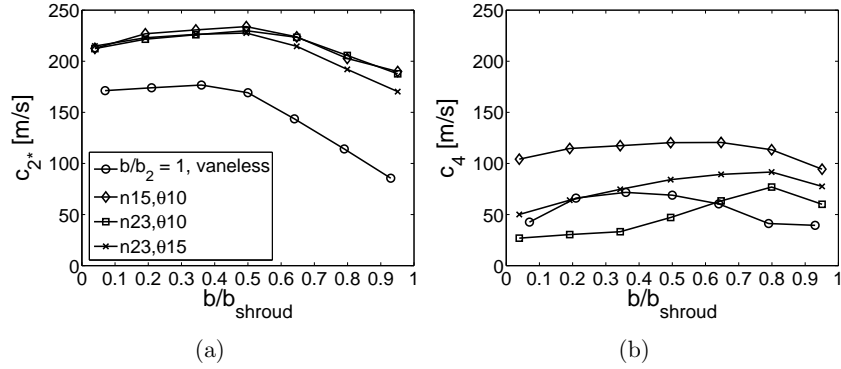 250
200
150
100
50
0
c2* [m/s]
b/b2 = 1, vaneless
n15,θ10
n23,θ10
n23,θ15
0 0.1 0.2 0.3 0.4 0.5 0.6 0.7 0.8 0.9 1
b/bshroud
(a)
250
200
150
100
50
0
c4 [m/s]
0 0.1 0.2 0.3 0.4 0.5 0.6 0.7 0.8 0.9 1
b/bshroud
(b)